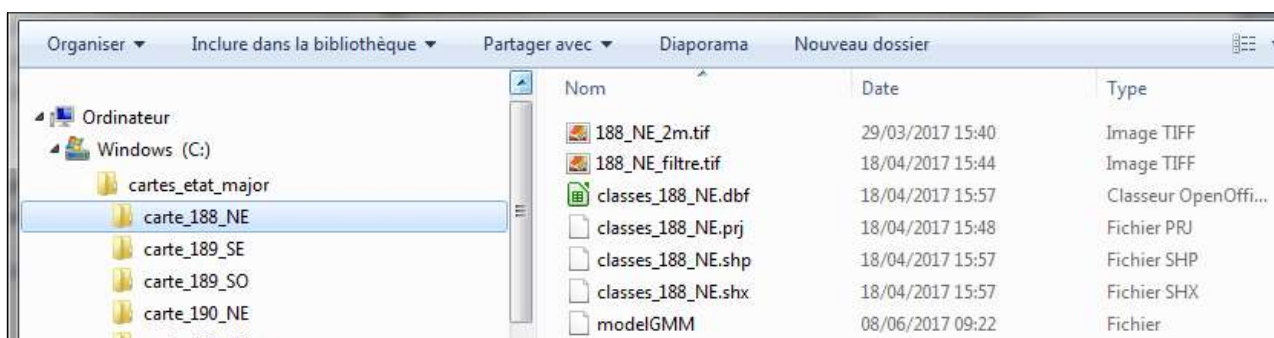 Organiser Inclure dans la bibliothèque Partager avec Diaporama Nouveau dossier
Nom Date Type
Ordinateur
Windows (C:)
cartes_etat_major
carte_188_NE
carte_189_SE
carte_189_SO
carte_190_NE
188_NE_2m.tif 29/03/2017 15:40 Image TIFF
188_NE_filtre.tif 18/04/2017 15:44 Image TIFF
classes_188_NE.dbf 18/04/2017 15:57 Classeur OpenOffi...
classes_188_NE.prj 18/04/2017 15:48 Fichier PRJ
classes_188_NE.shp 18/04/2017 15:57 Fichier SHP
classes_188_NE.shx 18/04/2017 15:57 Fichier SHX
modelGMM 08/06/2017 09:22 Fichier